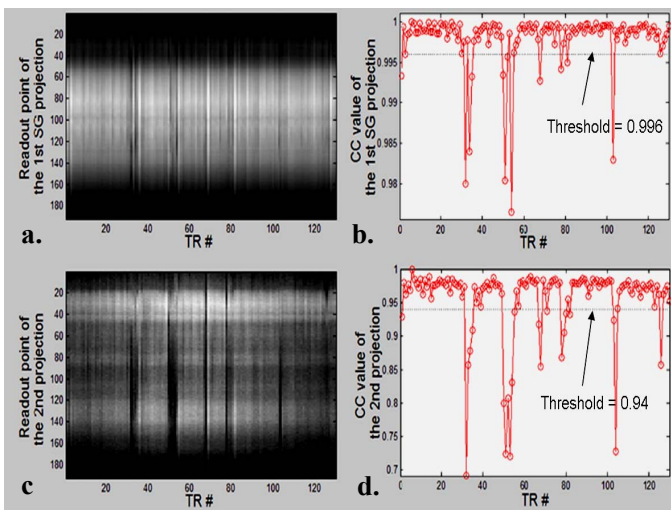 Readout point of
the 1st SG projection
20
40
60
80
100
120
140
160
180
20 40 60 80 100 120
TR #
a.
CC value of
the 1st SG projection
1
0.995
0.99
0.985
0.98
Threshold = 0.996
0 20 40 60 80 100 120
TR #
b.
Readout point of
the 2nd projection
20
40
60
80
100
120
140
160
180
20 40 60 80 100 120
TR #
c
CC value of
the 2nd projection
1
0.95
0.9
0.85
0.8
0.75
0.7
Threshold = 0.94
0 20 40 60 80 100 120
TR #
d.